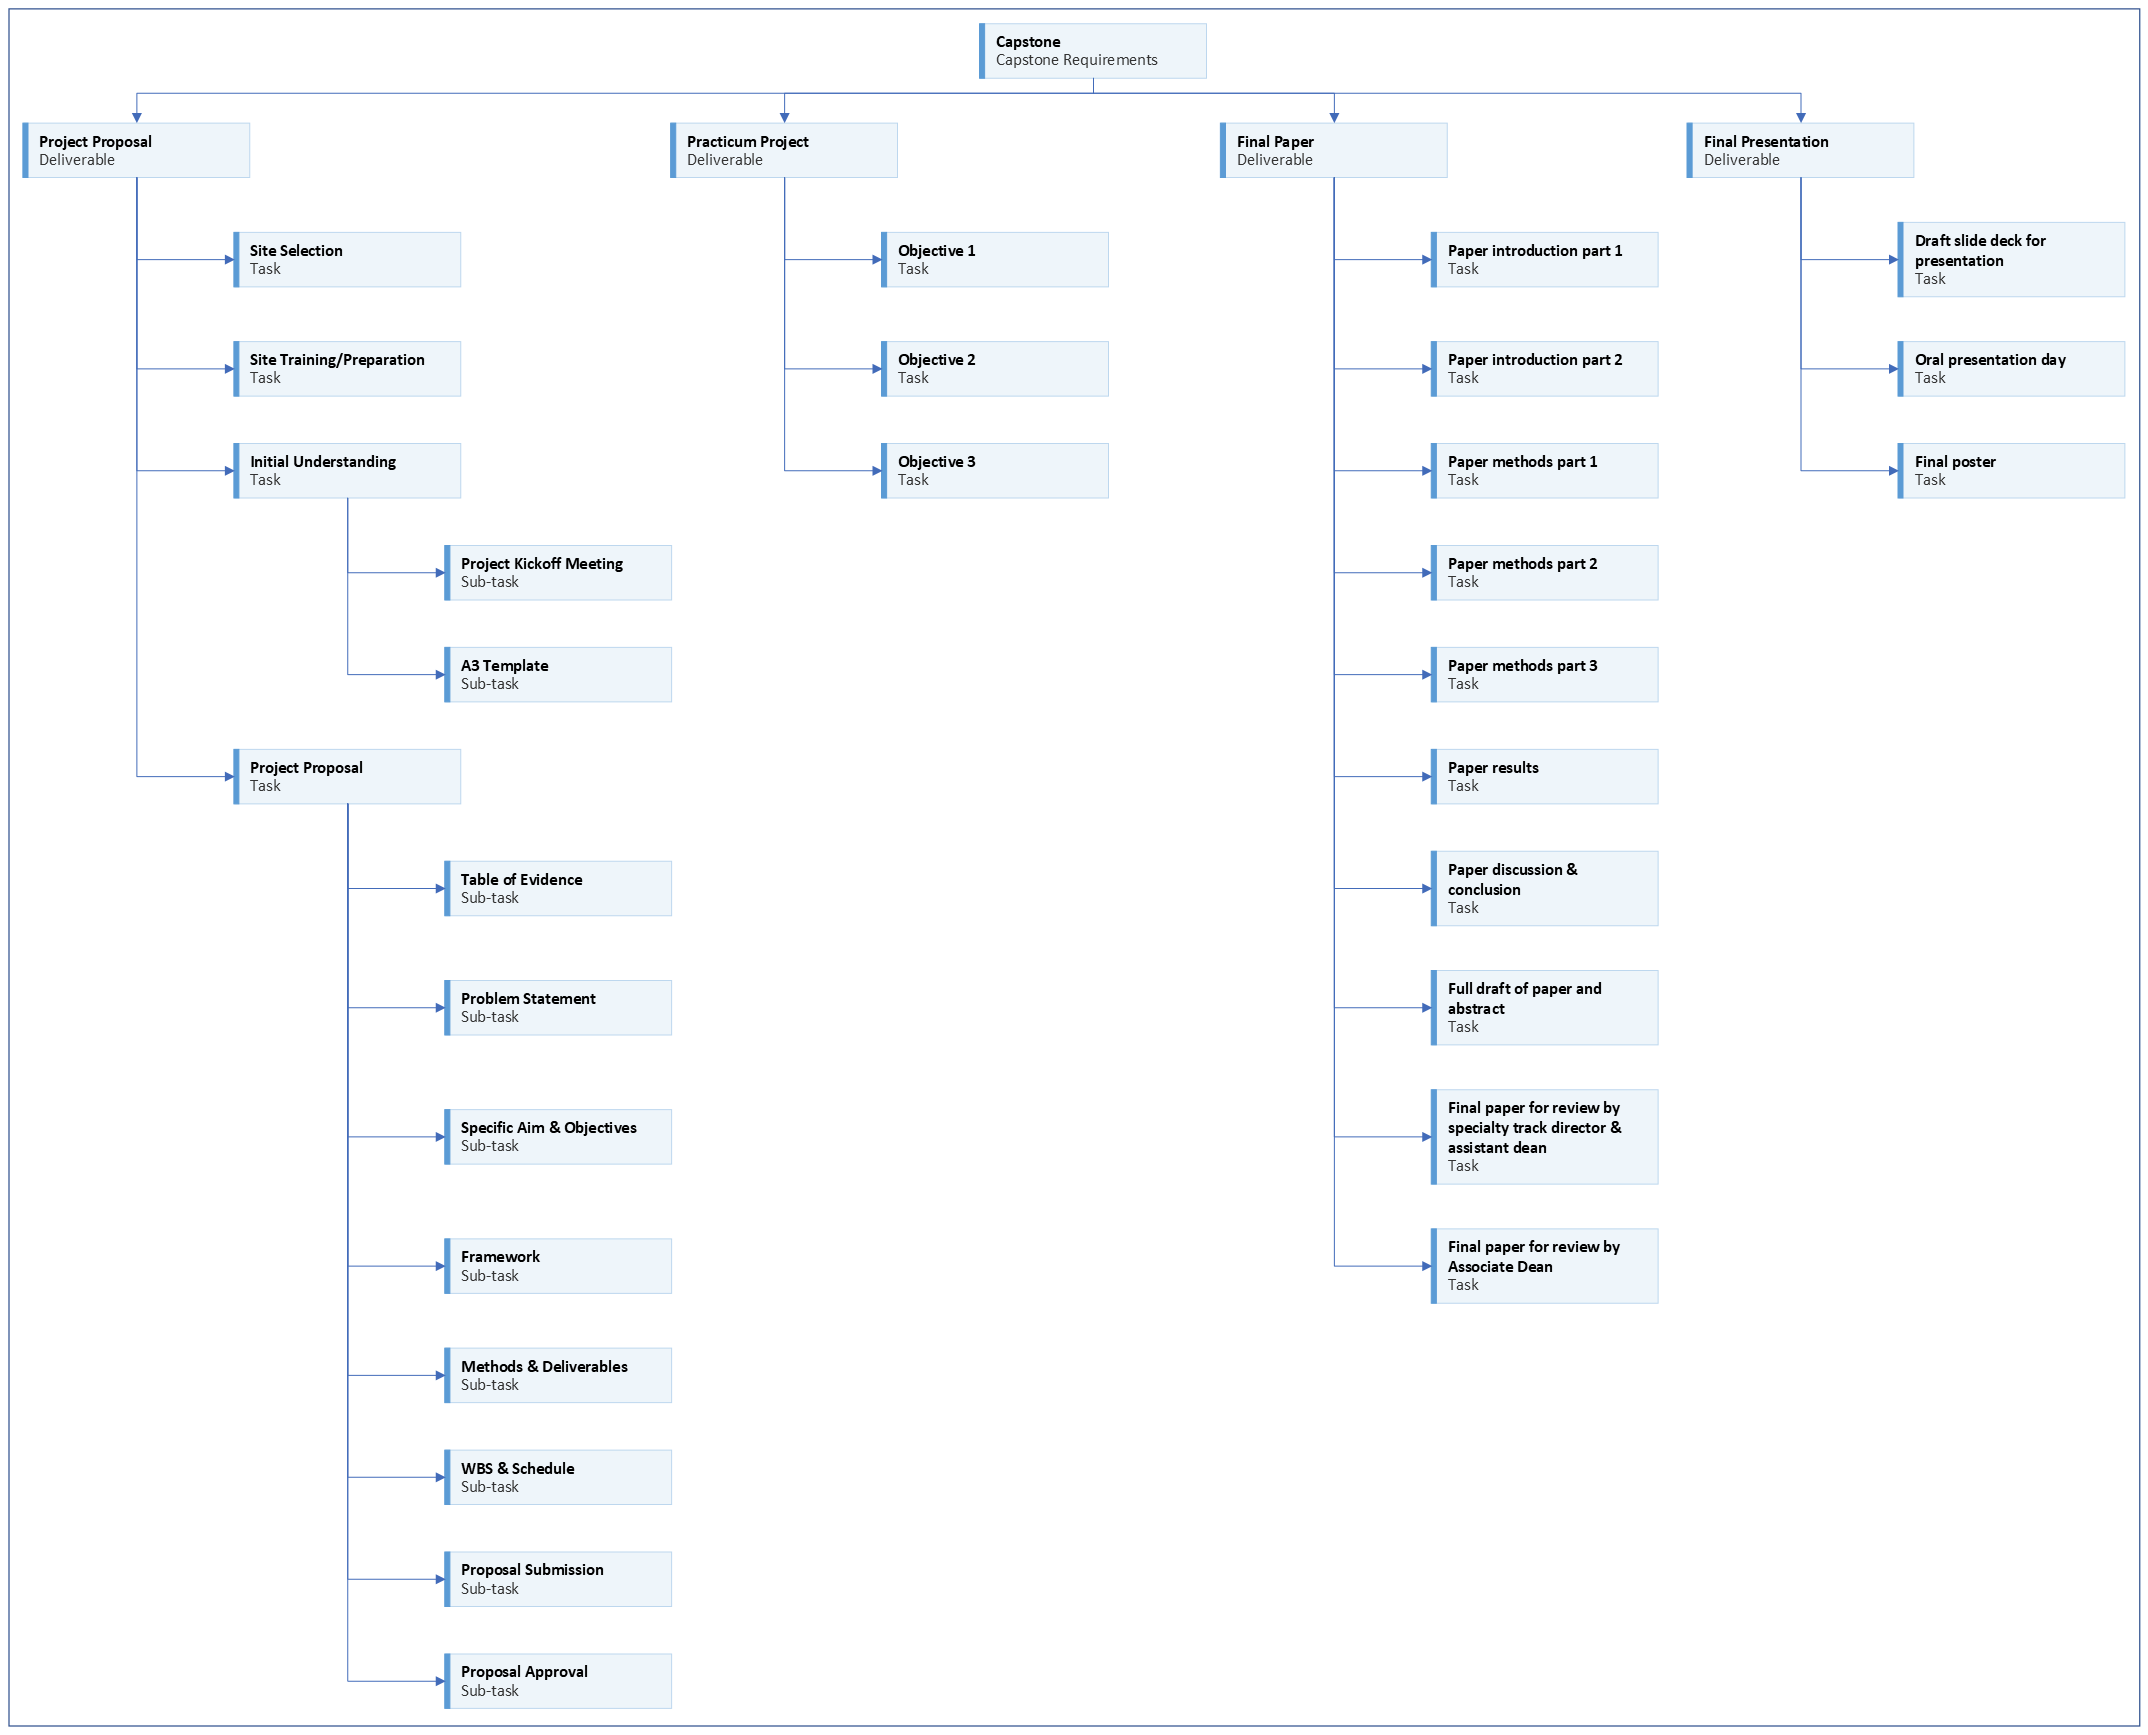 Capstone
Capstone Requirements
Project Proposal
Deliverable
Practicum Project
Deliverable
Final Paper
Deliverable
Final Presentation
Deliverable
Site Selection
Task
Site Training/Preparation
Task
Initial Understanding
Task
Project Kickoff Meeting
Sub-task
A3 Template
Sub-task
Project Proposal
Task
Table of Evidence
Sub-task
Problem Statement
Sub-task
Specific Aim & Objectives
Sub-task
Framework
Sub-task
Methods & Deliverables
Sub-task
WBS & Schedule
Sub-task
Proposal Submission
Sub-task
Proposal Approval
Sub-task
Objective 1
Task
Objective 2
Task
Objective 3
Task
Paper introduction part 1
Task
Paper introduction part 2
Task
Paper methods part 1
Task
Paper methods part 2
Task
Paper methods part 3
Task
Paper results
Task
Paper discussion &
conclusion
Task
Full draft of paper and
abstract
Task
Final paper for review by
specialty track director &
assistant dean
Task
Final paper for review by
Associate Dean
Task
Draft slide deck for
presentation
Task
Oral presentation day
Task
Final poster
Task